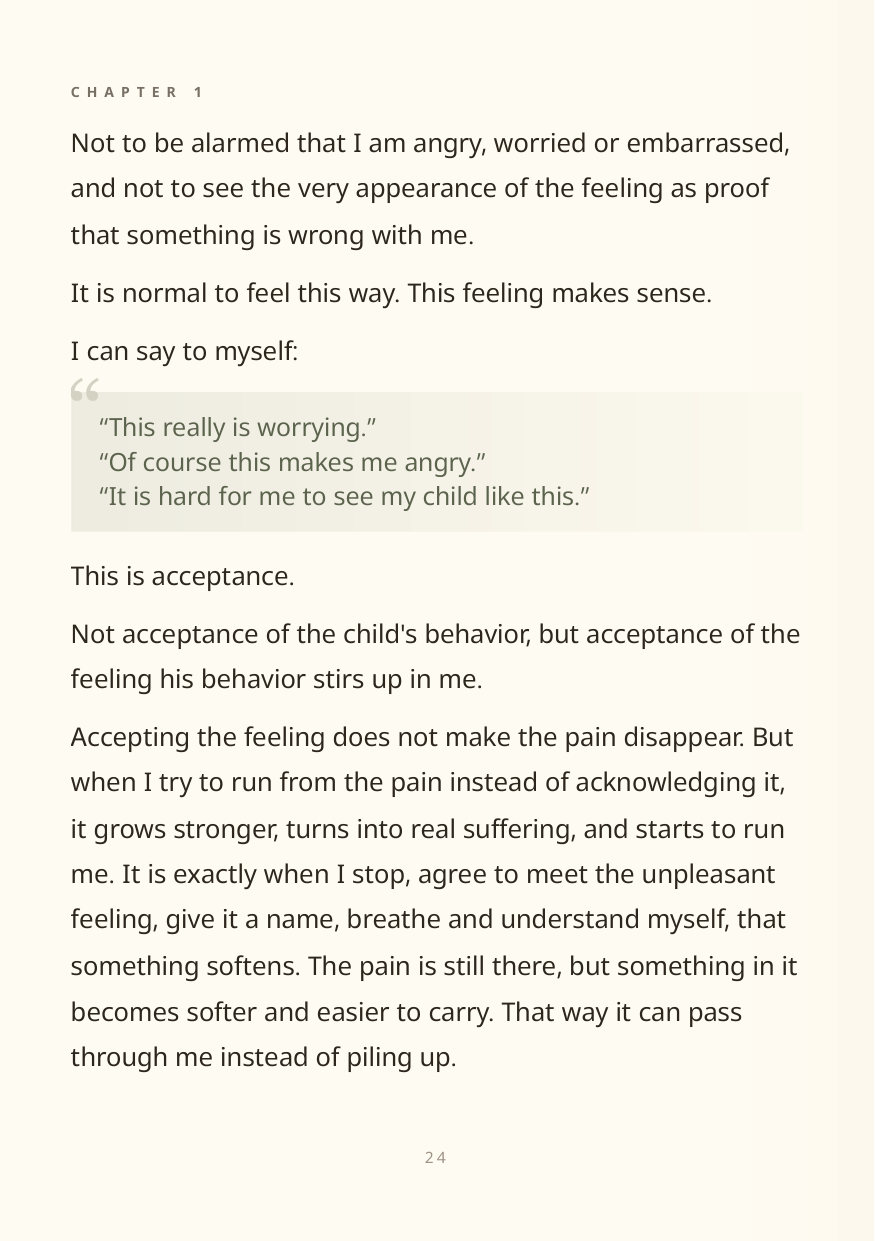 CHAPTER 1
Not to be alarmed that I am angry, worried or embarrassed,
and not to see the very appearance of the feeling as proof
that something is wrong with me.
It is normal to feel this way. This feeling makes sense.
I can say to myself:
“
“This really is worrying.”
“Of course this makes me angry.”
“It is hard for me to see my child like this.”
This is acceptance.
Not acceptance of the child's behavior, but acceptance of the
feeling his behavior stirs up in me.
Accepting the feeling does not make the pain disappear. But
when I try to run from the pain instead of acknowledging it,
it grows stronger, turns into real suffering, and starts to run
me. It is exactly when I stop, agree to meet the unpleasant
feeling, give it a name, breathe and understand myself, that
something softens. The pain is still there, but something in it
becomes softer and easier to carry. That way it can pass
through me instead of piling up.
24